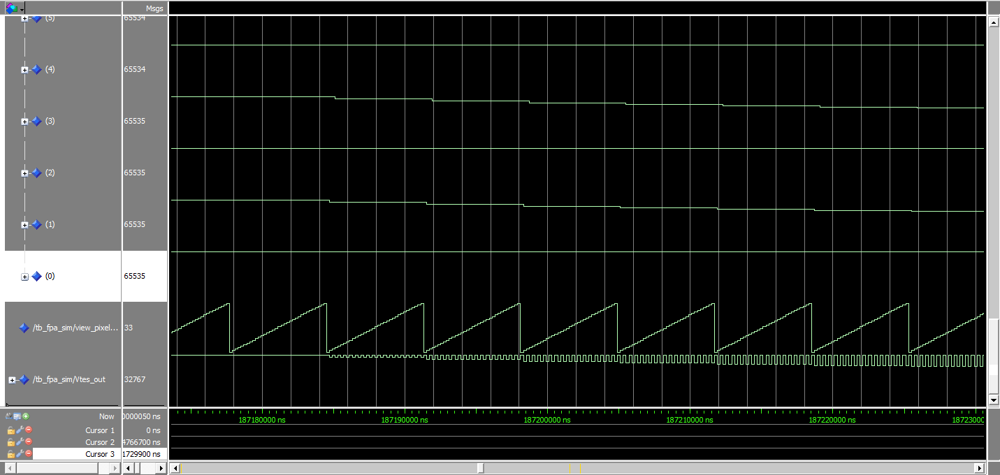 Msgs
(5) 65534
(4) 65534
(3) 65535
(2) 65535
(1) 65535
(0) 65535
/tb_fpa_sim/view_pixel... 33
/tb_fpa_sim/Vtes_out 32767
Now 0000050 ns
187180000 ns 187190000 ns 187200000 ns 187210000 ns 187220000 ns 18723000
Cursor 1 0 ns
Cursor 2 4766700 ns
Cursor 3 1729900 ns